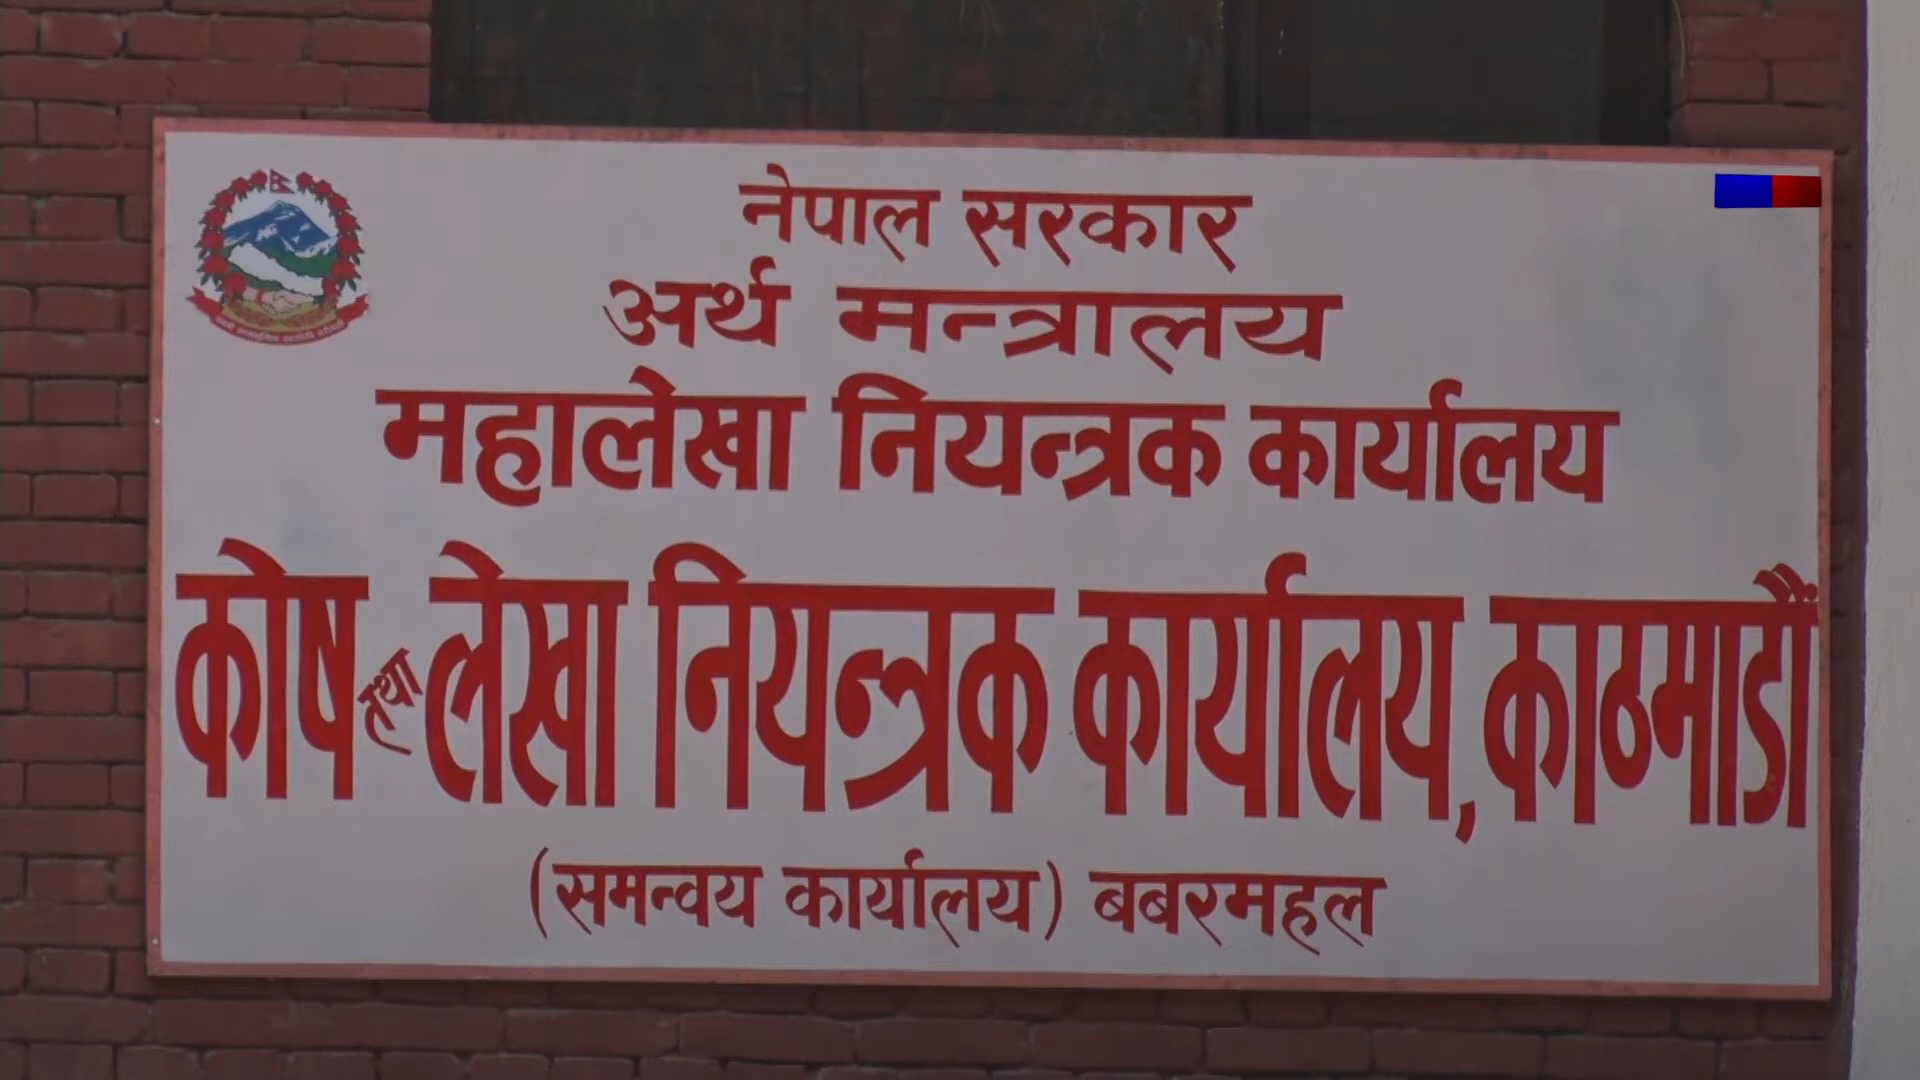 नेपाल सरकार
अर्थ मन्त्रालय
महालेखा नियन्त्रक कार्यालय
कोष तथा लेखा नियन्त्रक कार्यालय, काठमाडौं
(समन्वय कार्यालय) बबरमहल